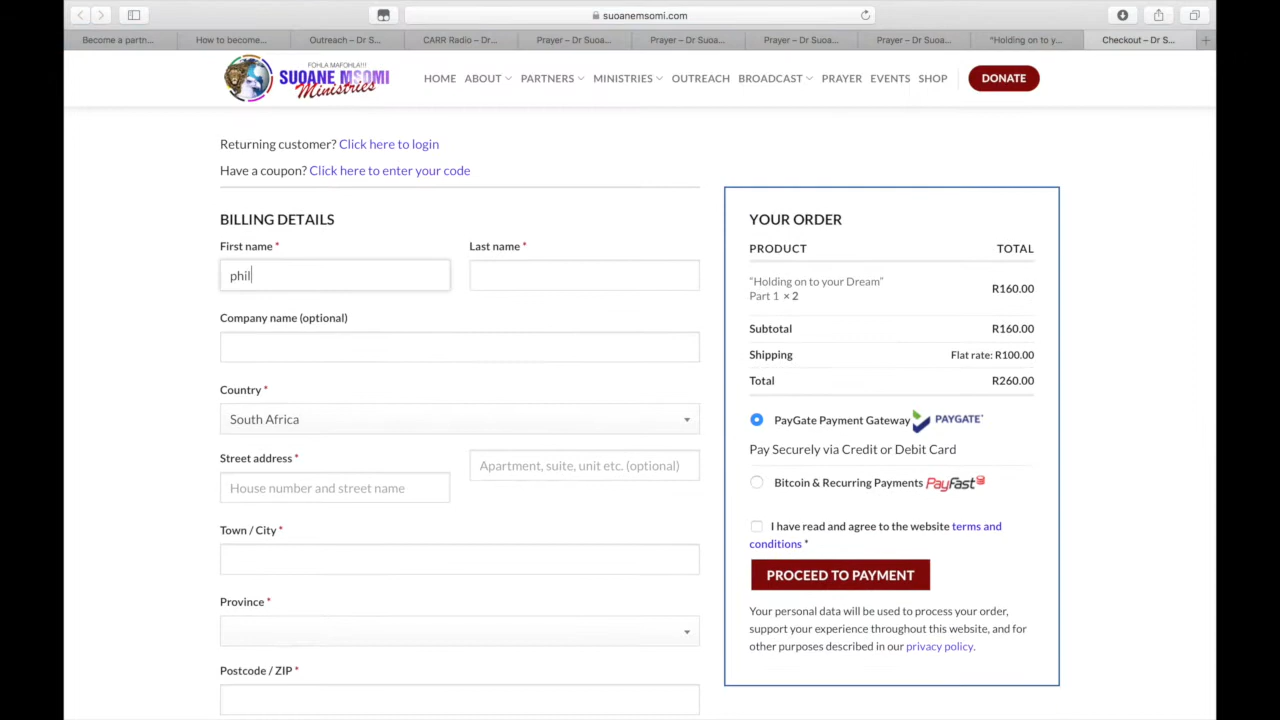 suoanemsomi.com
Become a partn...
How to become...
Outreach – Dr S...
CARR Radio – Dr...
Prayer – Dr Suoa...
Prayer – Dr Suoa...
Prayer – Dr Suoa...
Prayer – Dr Suoa...
"Holding on to y...
Checkout – Dr S...
FOHLA MAFOHLA!!!
SUOANE MSOMI
Ministries
HOME ABOUT PARTNERS MINISTRIES OUTREACH BROADCAST PRAYER EVENTS SHOP DONATE
Returning customer? Click here to login
Have a coupon? Click here to enter your code
BILLING DETAILS
First name *
Last name *
phil
Company name (optional)
Country *
South Africa
Street address *
House number and street name
Apartment, suite, unit etc. (optional)
Town / City *
Province *
Postcode / ZIP *
YOUR ORDER
PRODUCT TOTAL
“Holding on to your Dream”
Part 1 × 2 R160.00
Subtotal R160.00
Shipping Flat rate: R100.00
Total R260.00
PayGate Payment Gateway PAYGATE
Pay Securely via Credit or Debit Card
Bitcoin & Recurring Payments PayFast
I have read and agree to the website terms and
conditions *
PROCEED TO PAYMENT
Your personal data will be used to process your order,
support your experience throughout this website, and for
other purposes described in our privacy policy.